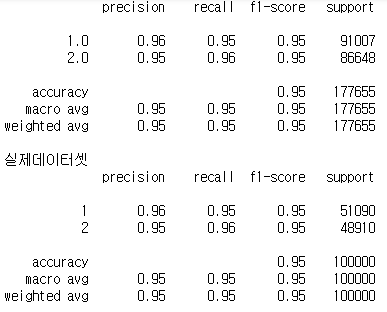 precision recall f1-score support
1.0 0.96 0.95 0.95 91007
2.0 0.95 0.96 0.95 86648
accuracy 0.95 177655
macro avg 0.95 0.95 0.95 177655
weighted avg 0.95 0.95 0.95 177655
실제데이터셋
precision recall f1-score support
1 0.96 0.95 0.95 51090
2 0.95 0.96 0.95 48910
accuracy 0.95 100000
macro avg 0.95 0.95 0.95 100000
weighted avg 0.95 0.95 0.95 100000